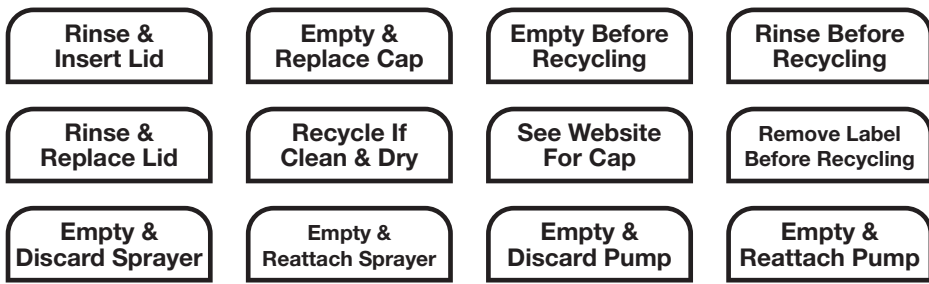 Rinse &
Insert Lid
Empty &
Replace Cap
Empty Before
Recycling
Rinse Before
Recycling
Rinse &
Replace Lid
Recycle If
Clean & Dry
See Website
For Cap
Remove Label
Before Recycling
Empty &
Discard Sprayer
Empty &
Reattach Sprayer
Empty &
Discard Pump
Empty &
Reattach Pump